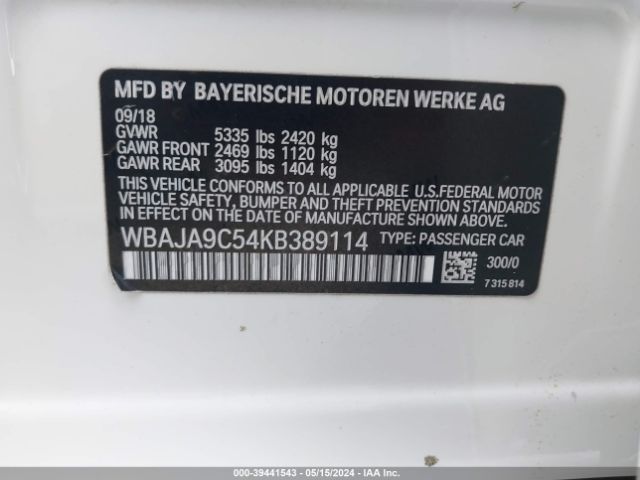 MFD BY BAYERISCHE MOTOREN WERKE AG
09/18
GVWR 5335 lbs 2420 kg
GAWR FRONT 2469 lbs 1120 kg
GAWR REAR 3095 lbs 1404 kg
THIS VEHICLE CONFORMS TO ALL APPLICABLE U.S.FEDERAL MOTOR
VEHICLE SAFETY, BUMPER AND THEFT PREVENTION STANDARDS
IN EFFECT ON THE DATE OF MANUFACTURE SHOWN ABOVE.
WBAJA9C54KB389114 TYPE: PASSENGER CAR
300/0
7 315 814
000-39441543 - 05/15/2024 - IAA Inc.